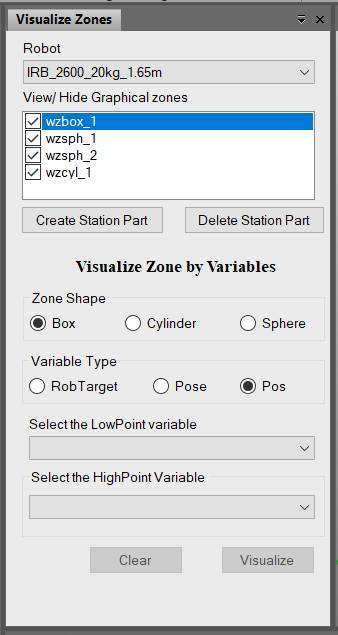 Visualize Zones
Robot
IRB_2600_20kg_1.65m
View/ Hide Graphical zones
wzbox_1
wzsph_1
wzsph_2
wzcyl_1
Create Station Part Delete Station Part
Visualize Zone by Variables
Zone Shape
Box Cylinder Sphere
Variable Type
RobTarget Pose Pos
Select the LowPoint variable
Select the HighPoint Variable
Clear Visualize